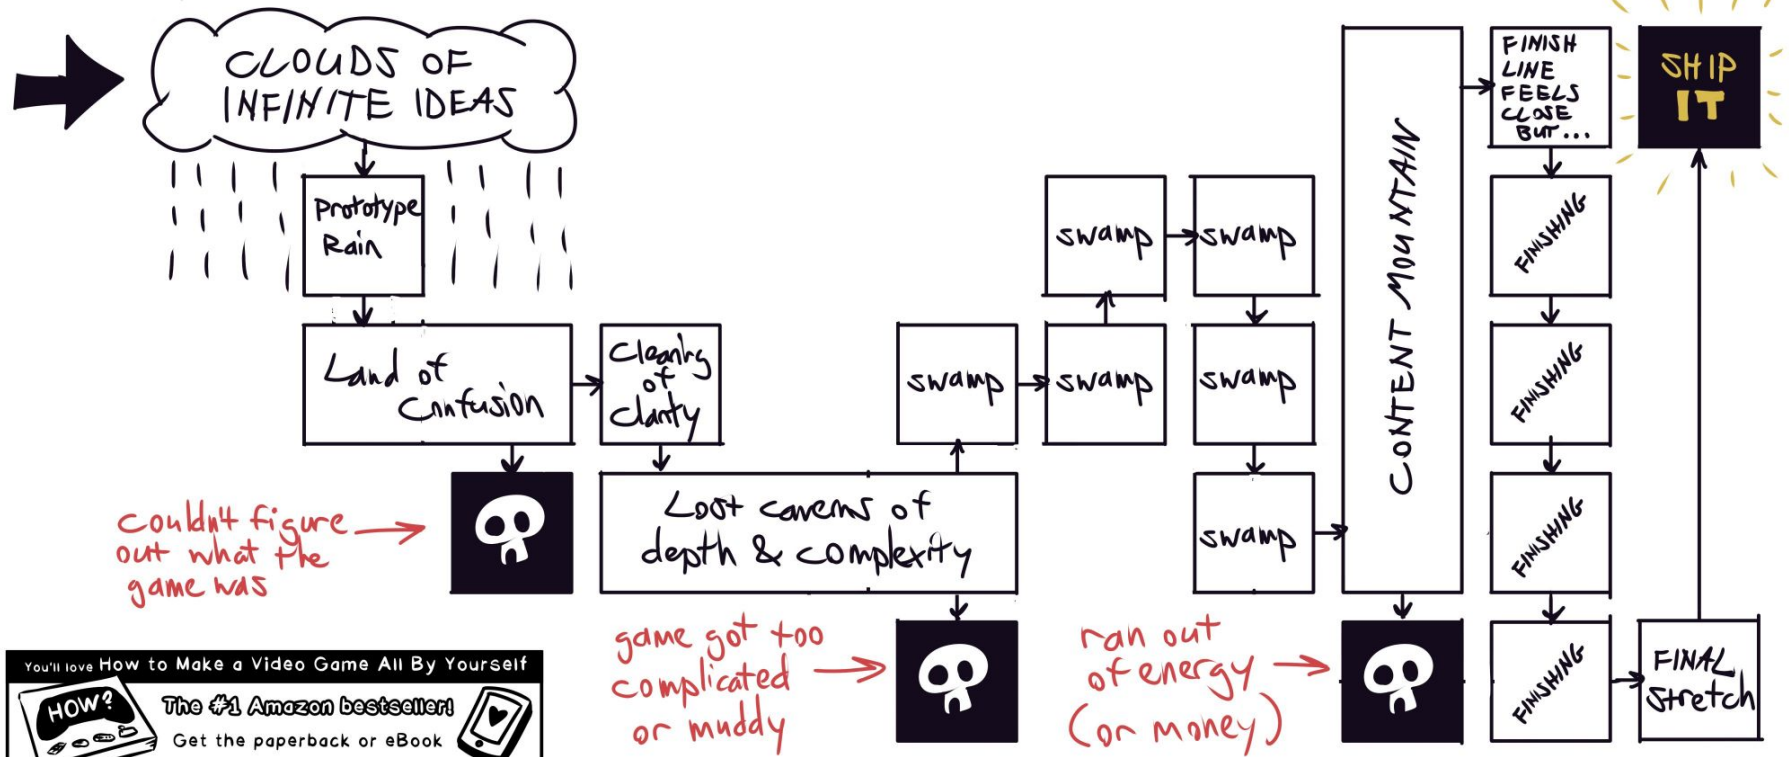 CLOUDS OF
INFINITE IDEAS
Prototype
Rain
Land of
Confusion
Clearing
of
Clarity
couldn't figure
out what the
game was
Lost caverns of
depth & complexity
game got too
complicated
or muddy
swamp
swamp
swamp
swamp
swamp
swamp
CONTENT MOUNTAIN
ran out
of energy
(or money)
FINISH
LINE
FEELS
CLOSE
BUT...
FINISHING
FINISHING
FINISHING
FINISHING
FINAL
Stretch
SHIP
IT
You'll love How to Make a Video Game All By Yourself
HOW?
The #1 Amazon bestseller!
Get the paperback or eBook